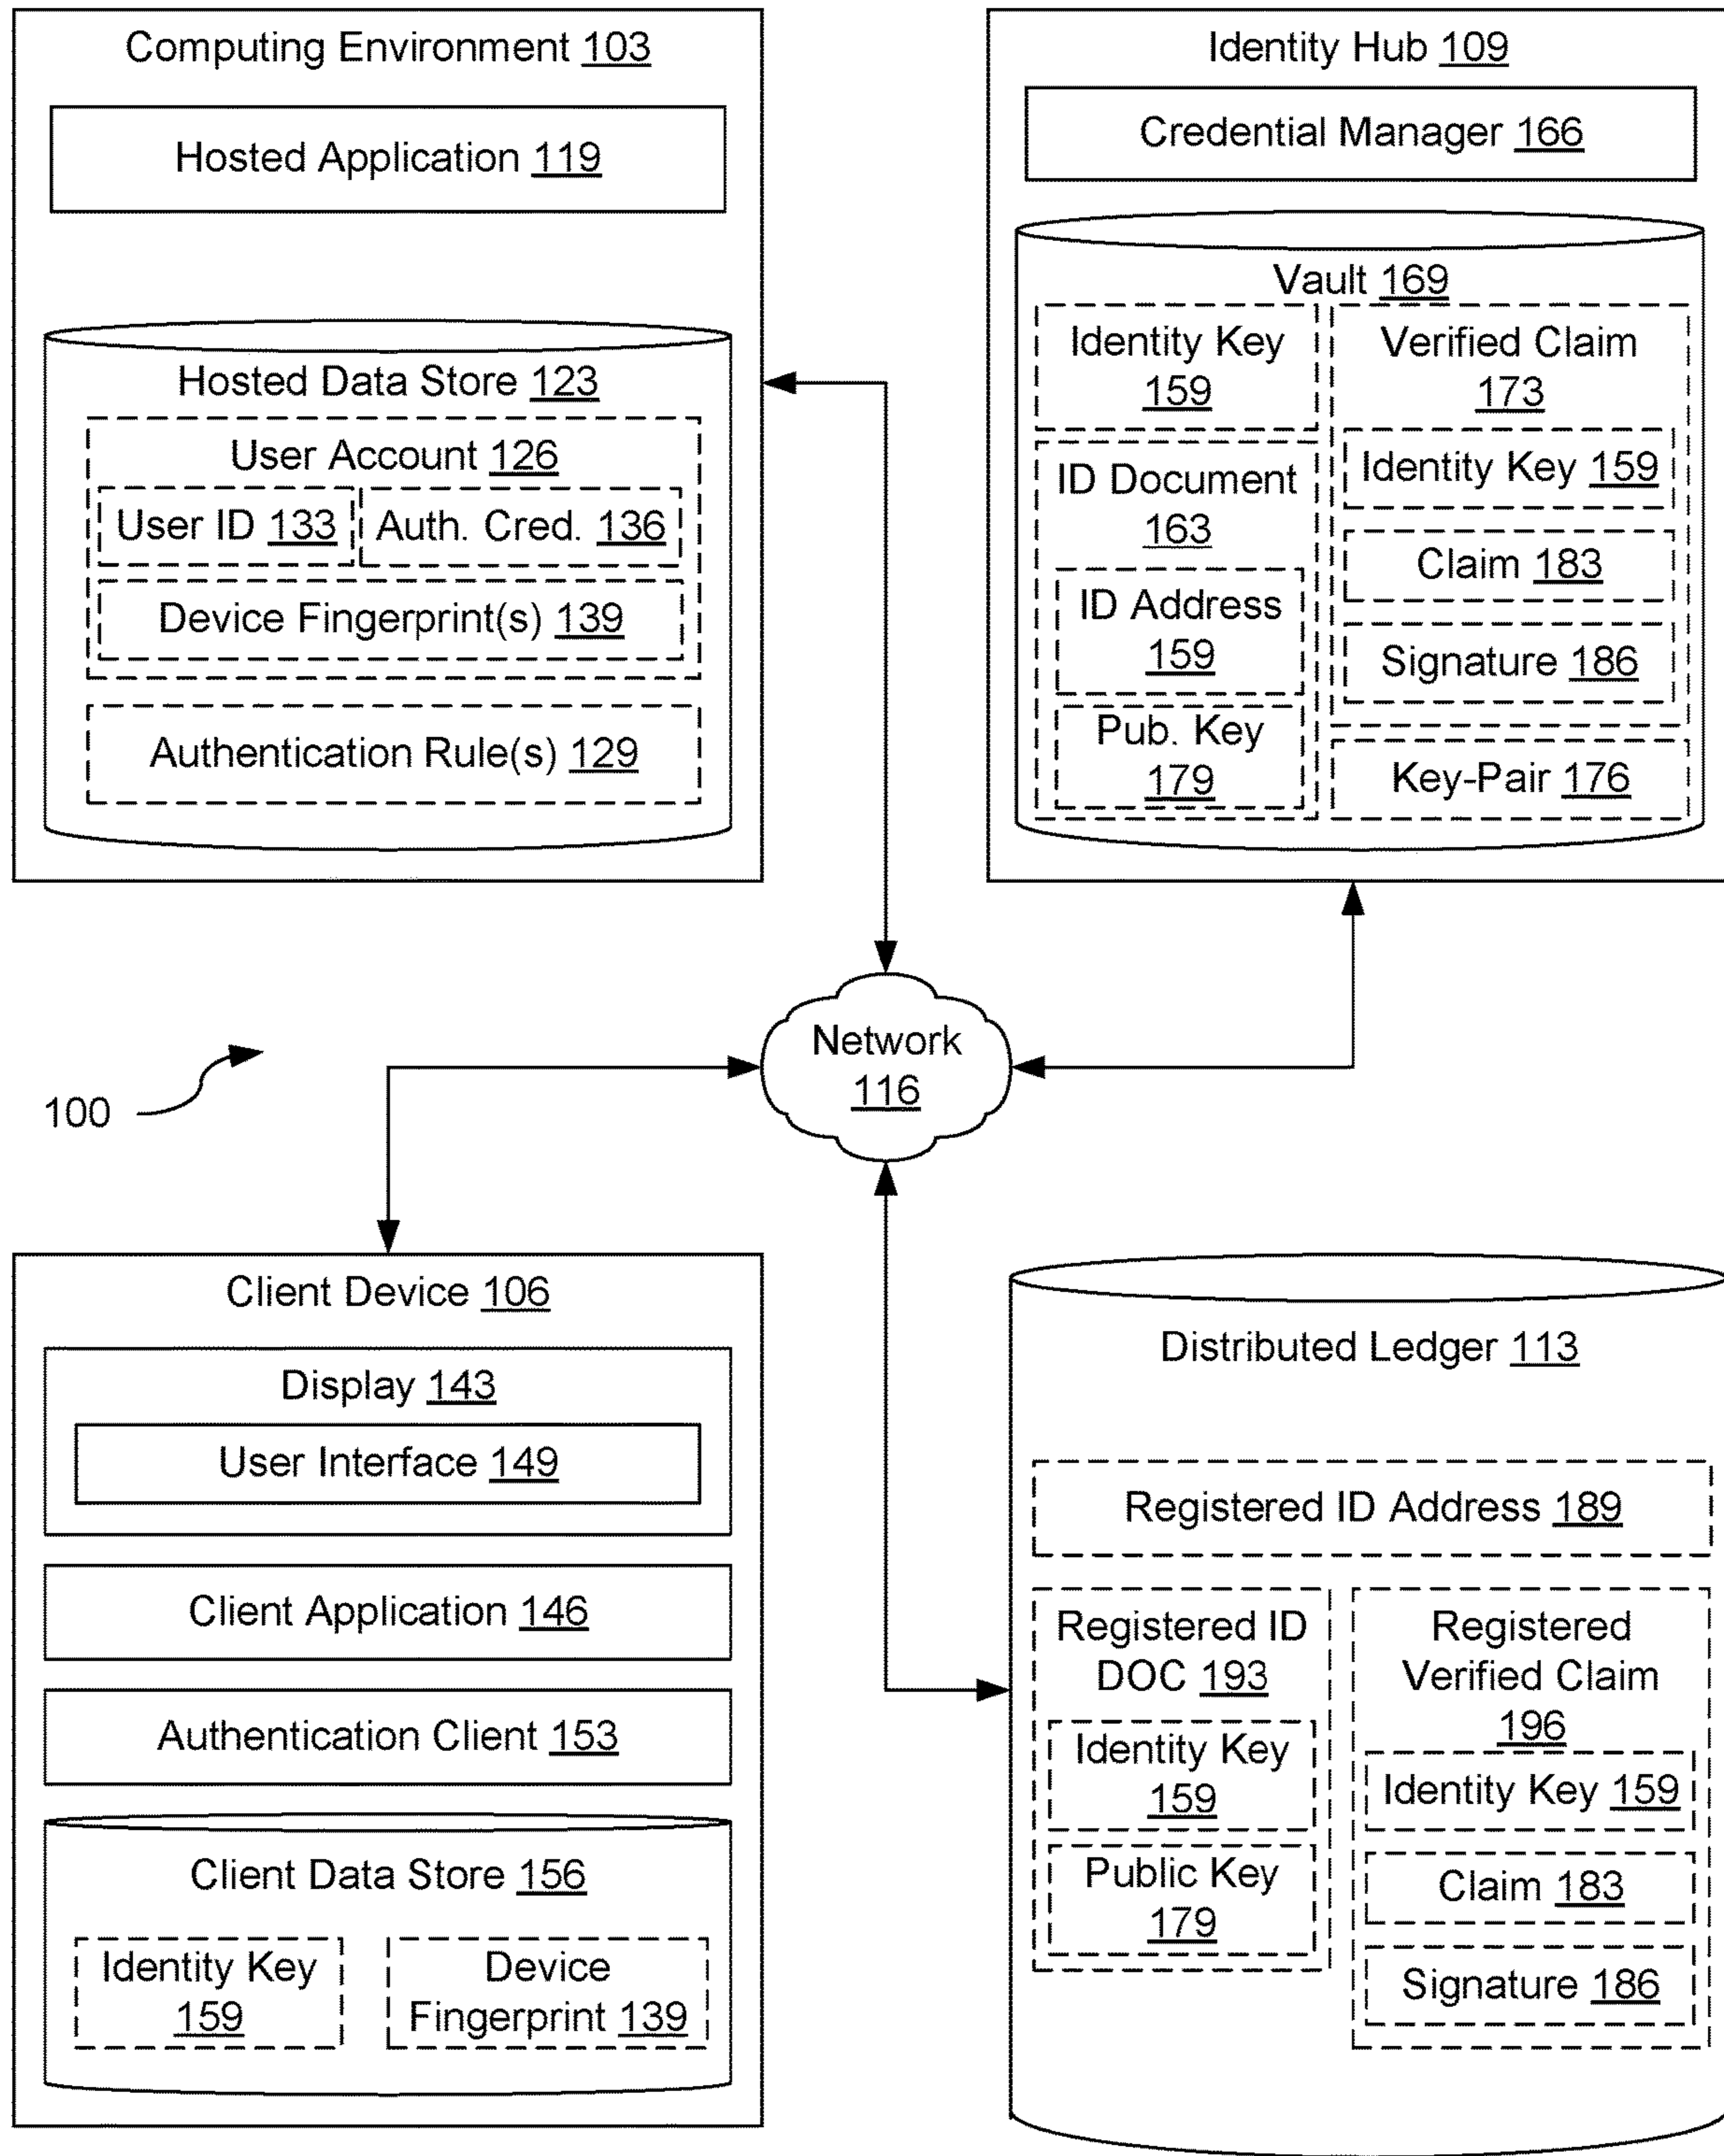 Computing Environment 103
Hosted Application 119
Hosted Data Store 123
User Account 126
User ID 133
Auth. Cred. 136
Device Fingerprint(s) 139
Authentication Rule(s) 129
Identity Hub 109
Credential Manager 166
Vault 169
Identity Key
159
ID Document
163
ID Address
159
Pub. Key
179
Verified Claim
173
Identity Key 159
Claim 183
Signature 186
Key-Pair 176
Network
116
100
Client Device 106
Display 143
User Interface 149
Client Application 146
Authentication Client 153
Client Data Store 156
Identity Key
159
Device
Fingerprint 139
Distributed Ledger 113
Registered ID Address 189
Registered ID
DOC 193
Identity Key
159
Public Key
179
Registered
Verified Claim
196
Identity Key 159
Claim 183
Signature 186